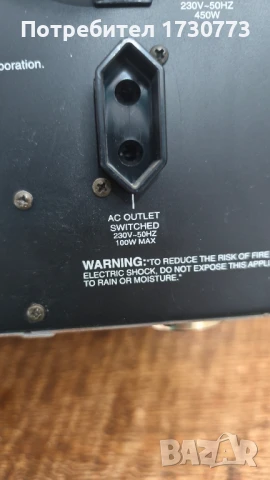 Потребител 1730773
230V~50HZ
450W
poration.
AC OUTLET
SWITCHED
230V~50HZ
100W MAX
WARNING:"TO REDUCE THE RISK OF FIRE
ELECTRIC SHOCK, DO NOT EXPOSE THIS APPL
TO RAIN OR MOISTURE."
BAZAR